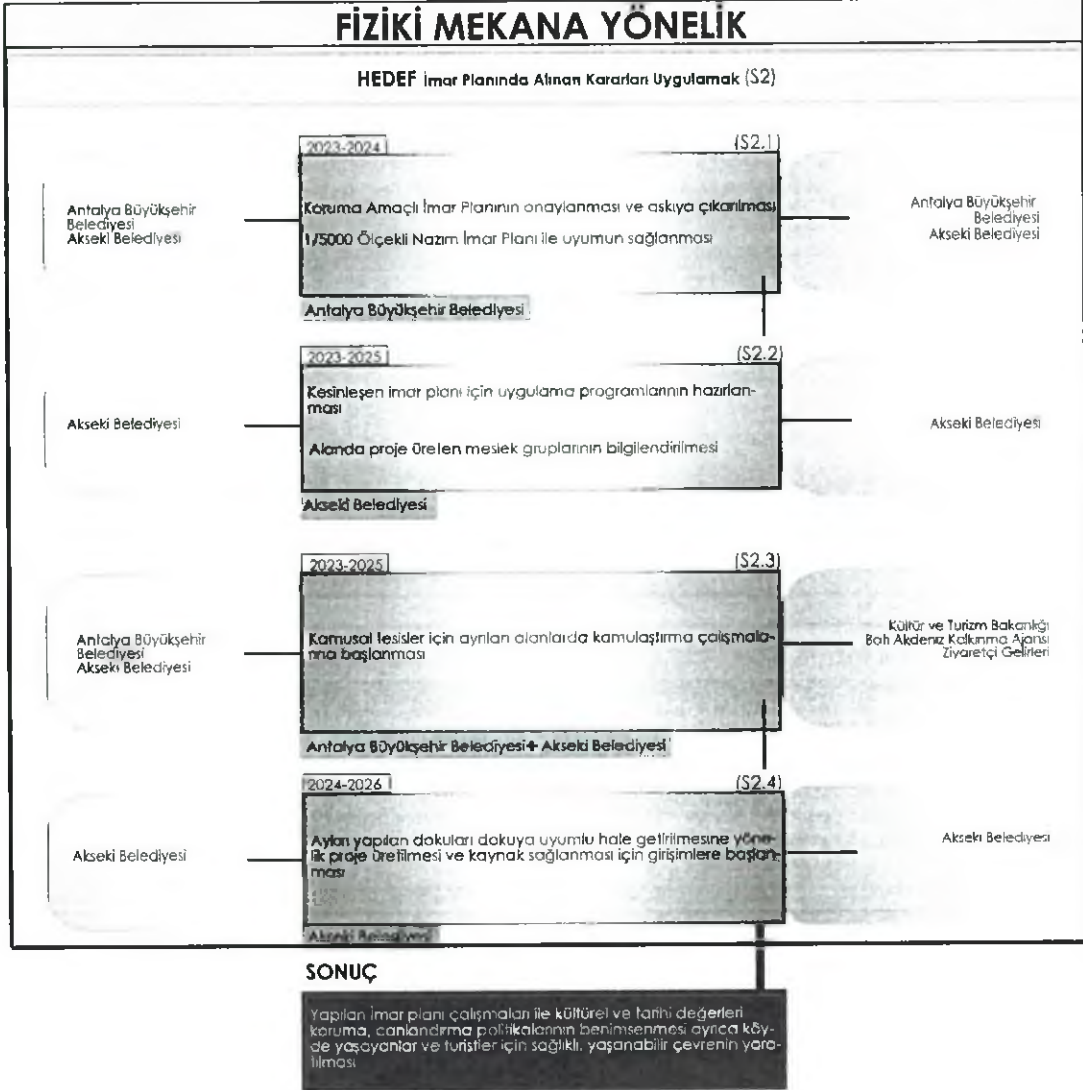 FİZİKİ MEKANA YÖNELİK
HEDEF İmar Planında Alınan Kararları Uygulamak (S2)
2023-2024
(S2.1)
Antalya Büyükşehir
Belediyesi
Akseki Belediyesi
Koruma Amaçlı İmar Planının onaylanması ve askıya çıkarılması
1/5000 Ölçekli Nazım İmar Planı ile uyumun sağlanması
Antalya Büyükşehir
Belediyesi
Akseki Belediyesi
Antalya Büyükşehir Belediyesi
2023-2025
(S2.2)
Akseki Belediyesi
Kesinleşen imar planı için uygulama programlarının hazırlan-
ması
Alanda proje üreten meslek gruplarının bilgilendirilmesi
Akseki Belediyesi
Akseki Belediyesi
2023-2025
(S2.3)
Antalya Büyükşehir
Belediyesi
Akseki Belediyesi
Kamusal tesisler için ayrılan alanlarda kamulaştırma çalışmala-
rına başlanması
Kültür ve Turizm Bakanlığı
Batı Akdeniz Kalkınma Ajansı
Ziyaretçi Gelirleri
Antalya Büyükşehir Belediyesi+ Akseki Belediyesi
2024-2026
(S2.4)
Akseki Belediyesi
Aykırı yapılan dokuları dokuya uyumlu hale getirilmesine yöne-
lik proje üretilmesi ve kaynak sağlanması için girişimlere başlan-
ması
Akseki Belediyesi
Akseki Belediyesi
SONUÇ
Yapılan imar planı çalışmaları ile kültürel ve tarihi değerleri
koruma, canlandırma politikalarının benimsenmesi ayrıca köy-
de yaşayanlar ve turistler için sağlıklı, yaşanabilir çevrenin yara-
tılması